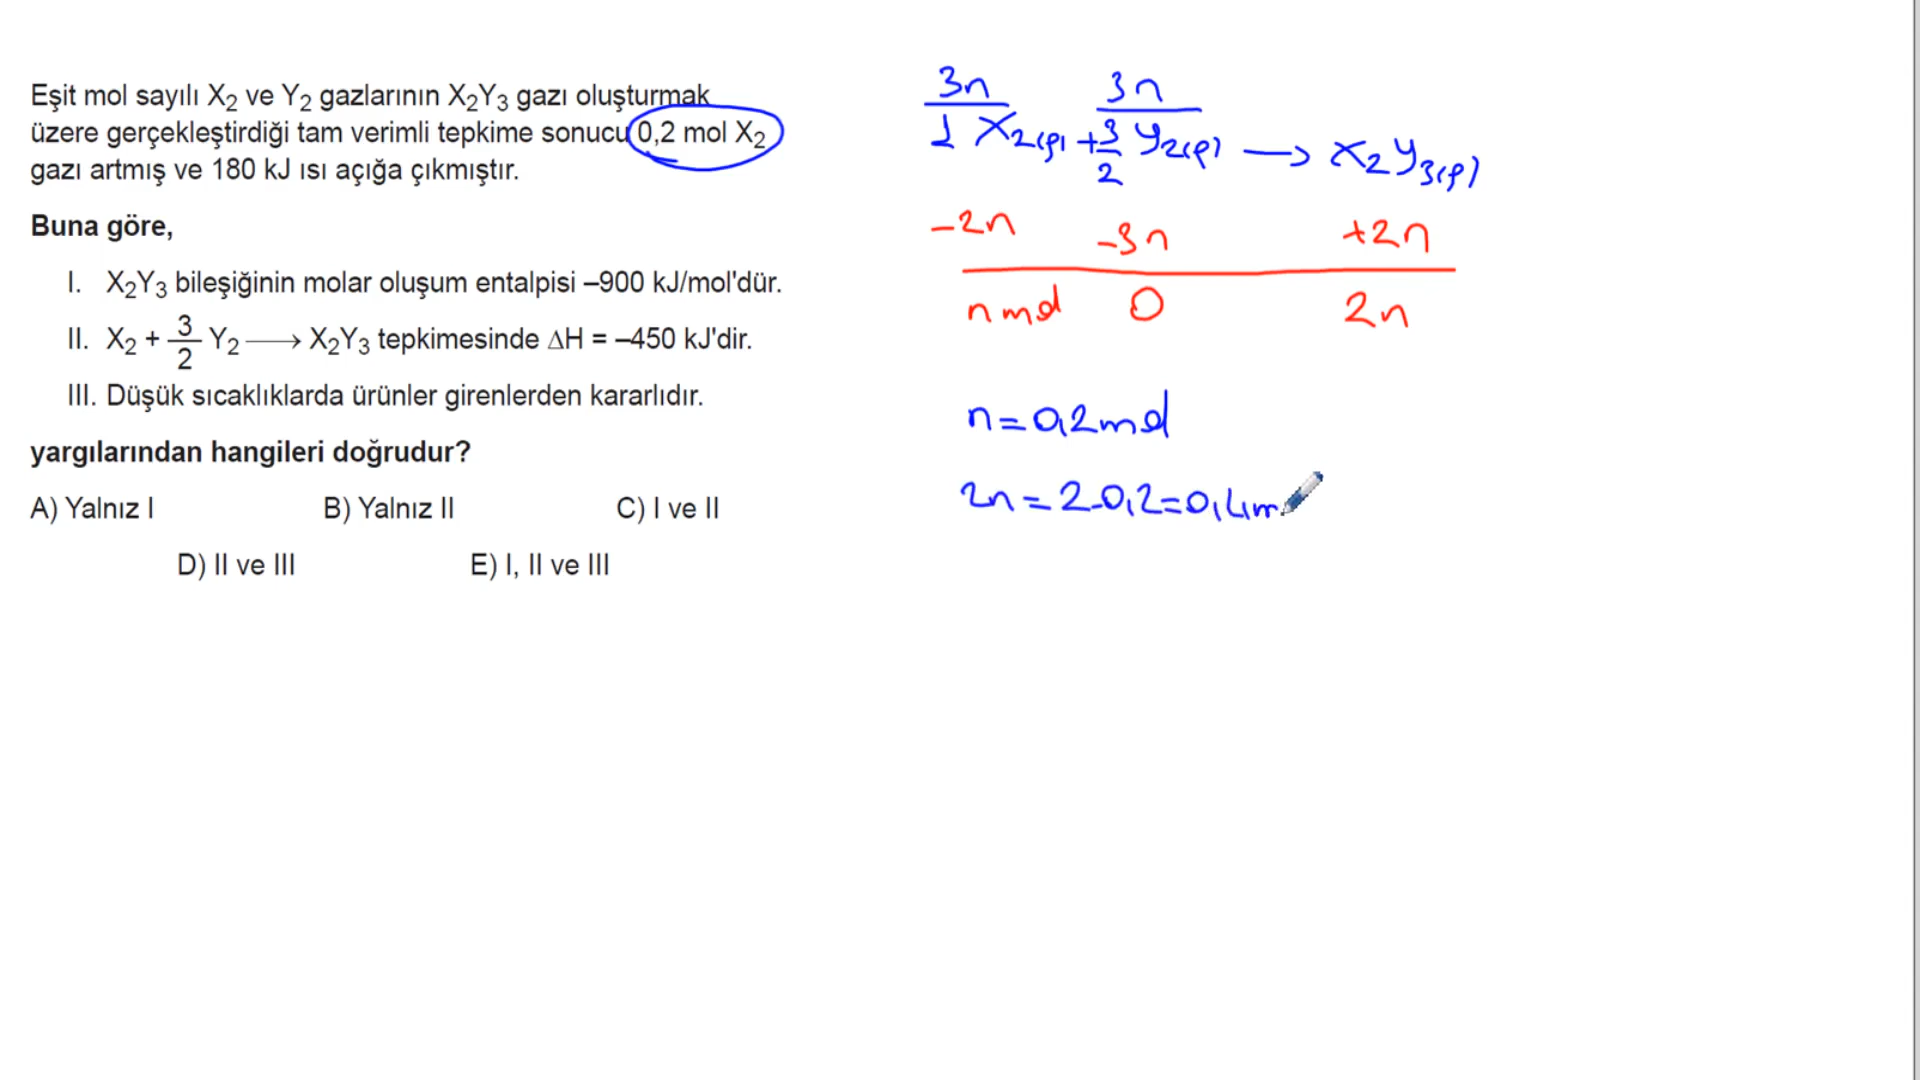 Eşit mol sayılı X₂ ve Y₂ gazlarının X₂Y₃ gazı oluşturmak
üzere gerçekleştirdiği tam verimli tepkime sonucu 0,2 mol X₂
gazı artmış ve 180 kJ ısı açığa çıkmıştır.
Buna göre,
I. X₂Y₃ bileşiğinin molar oluşum entalpisi –900 kJ/mol'dür.
II. X₂ + 3/2 Y₂ ⟶ X₂Y₃ tepkimesinde ΔH = –450 kJ'dir.
III. Düşük sıcaklıklarda ürünler girenlerden kararlıdır.
yargılarından hangileri doğrudur?
A) Yalnız I B) Yalnız II C) I ve II
D) II ve III E) I, II ve III
3n 3n
1 X₂(g) + 3/2 Y₂(g) → X₂Y₃(g)
-2n -3n +2n
n mol 0 2n
n = 0,2 mol
2n = 2.0,2 = 0,4 m